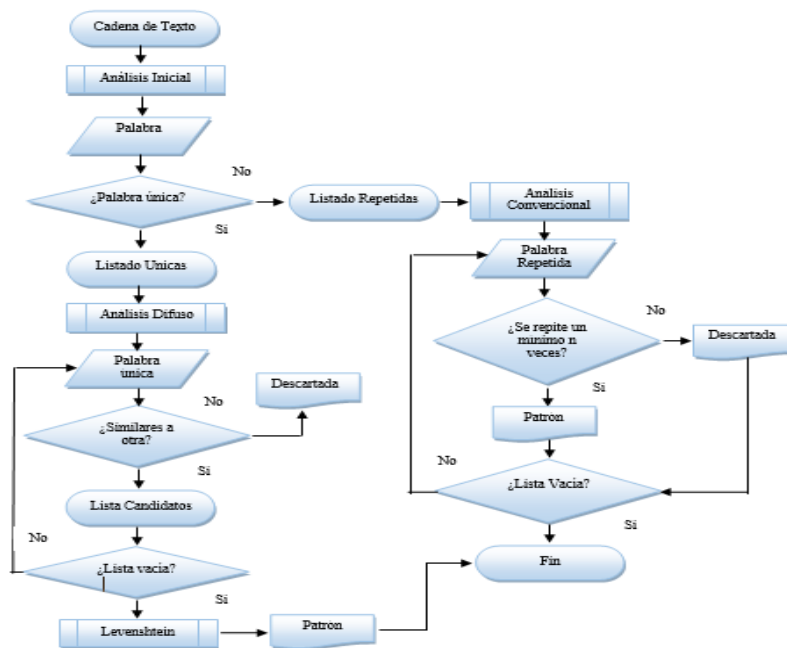 Cadena de Texto
Análisis Inicial
Palabra
No
¿Palabra única?
Listado Repetidas
Analisis
Convencional
Si
Palabra
Repetida
Listado Unicas
Analisis Difuso
¿Se repite un
minimo n
veces?
No
Descartada
Palabra
unica
Descartada
No
Si
¿Similares a
otra?
Patron
Si
No
¿Lista Vacia?
Lista Candidatos
Si
No
Fin
¿Lista vacia?
Si
Levenshtein
Patron